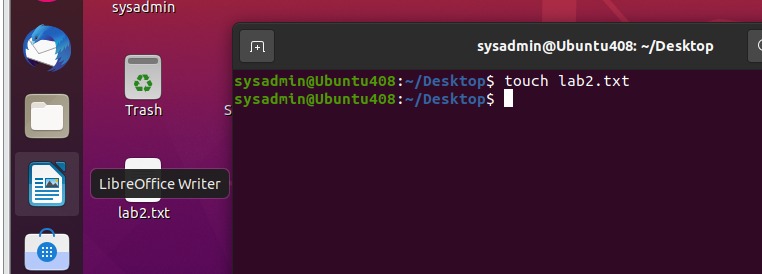 sysadmin
sysadmin@Ubuntu408: ~/Desktop
sysadmin@Ubuntu408:~/Desktop$ touch lab2.txt
sysadmin@Ubuntu408:~/Desktop$
Trash
S
LibreOffice Writer
lab2.txt